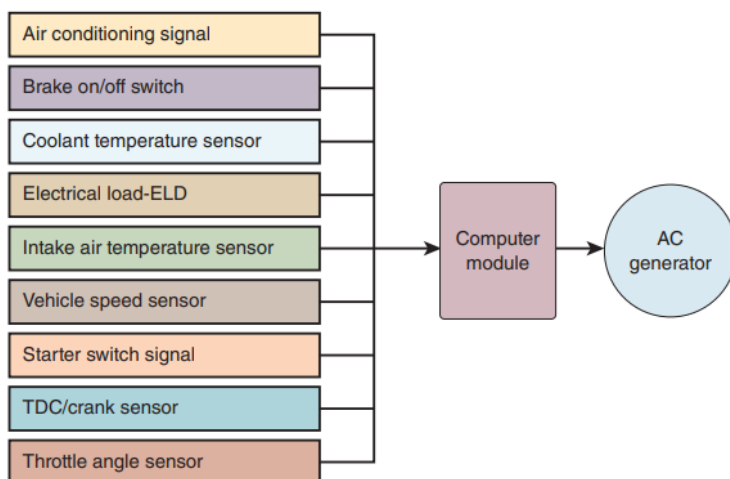 Air conditioning signal
Brake on/off switch
Coolant temperature sensor
Electrical load-ELD
Intake air temperature sensor
Vehicle speed sensor
Starter switch signal
TDC/crank sensor
Throttle angle sensor
Computer
module
AC
generator